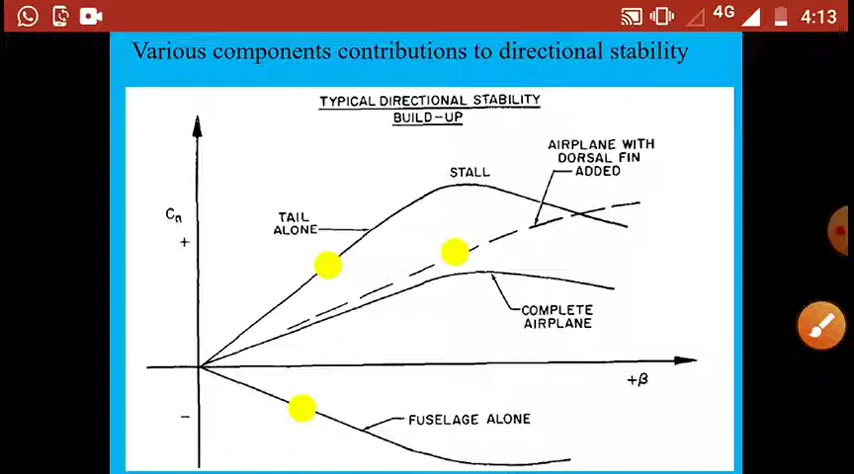 4G 4:13
Various components contributions to directional stability
TYPICAL DIRECTIONAL STABILITY
BUILD-UP
AIRPLANE WITH
DORSAL FIN
ADDED
STALL
Cn
TAIL
ALONE
+
COMPLETE
AIRPLANE
+β
-
FUSELAGE ALONE